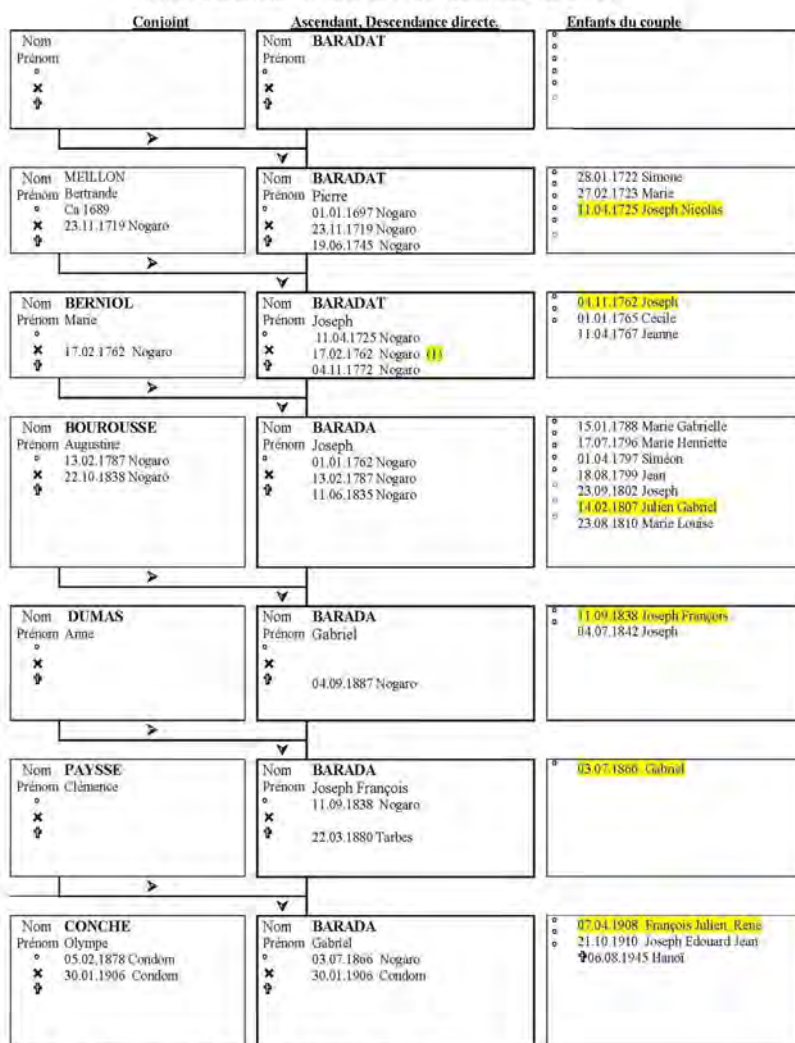 Conjoint
Ascendant, Descendance directe.
Enfants du couple
Nom
Prénom
°
×
✞
Nom BARADAT
Prénom
°
×
✞
Nom MEILLON
Prénom Bertrande
° Ca 1689
× 23.11.1719 Nogaro
✞
Nom BARADAT
Prénom Pierre
° 01.01.1697 Nogaro
× 23.11.1719 Nogaro
✞ 19.06.1745 Nogaro
° 28.01.1722 Simone
° 27.02.1723 Marie
° 11.04.1725 Joseph Nicolas
Nom BERNIOL
Prénom Marie
°
× 17.02.1762 Nogaro
✞
Nom BARADAT
Prénom Joseph
° 11.04.1725 Nogaro
× 17.02.1762 Nogaro (1)
✞ 04.11.1772 Nogaro
° 04.11.1762 Joseph
° 01.01.1765 Cecile
° 11.04.1767 Jeanne
Nom BOUROUSSE
Prénom Augustine
° 13.02.1787 Nogaro
× 22.10.1838 Nogaro
✞
Nom BARADA
Prénom Joseph
° 01.01.1762 Nogaro
× 13.02.1787 Nogaro
✞ 11.06.1835 Nogaro
° 15.01.1788 Marie Gabrielle
° 17.07.1796 Marie Henriette
° 01.04.1797 Siméon
° 18.08.1799 Jean
° 23.09.1802 Joseph
° 14.02.1807 Julien Gabriel
23.08.1810 Marie Louise
Nom DUMAS
Prénom Anne
°
×
✞
Nom BARADA
Prénom Gabriel
°
×
✞ 04.09.1887 Nogaro
° 11.09.1838 Joseph François
° 04.07.1842 Joseph
Nom PAYSSE
Prénom Clémence
°
×
✞
Nom BARADA
Prénom Joseph François
° 11.09.1838 Nogaro
×
✞ 22.03.1880 Tarbes
° 03.07.1866 Gabriel
Nom CONCHE
Prénom Olympe
° 05.02.1878 Condom
× 30.01.1906 Condom
✞
Nom BARADA
Prénom Gabriel
° 03.07.1866 Nogaro
× 30.01.1906 Condom
✞
° 07.04.1908 François Julien René
° 21.10.1910 Joseph Edouard Jean
° ✞06.08.1945 Hanoï